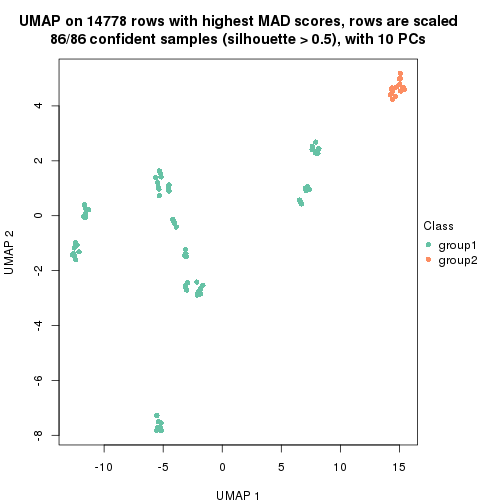 UMAP on 14778 rows with highest MAD scores, rows are scaled
86/86 confident samples (silhouette > 0.5), with 10 PCs
4
2
0
-2
-4
-6
-8
UMAP 2
-10
-5
0
5
10
15
UMAP 1
Class
group1
group2